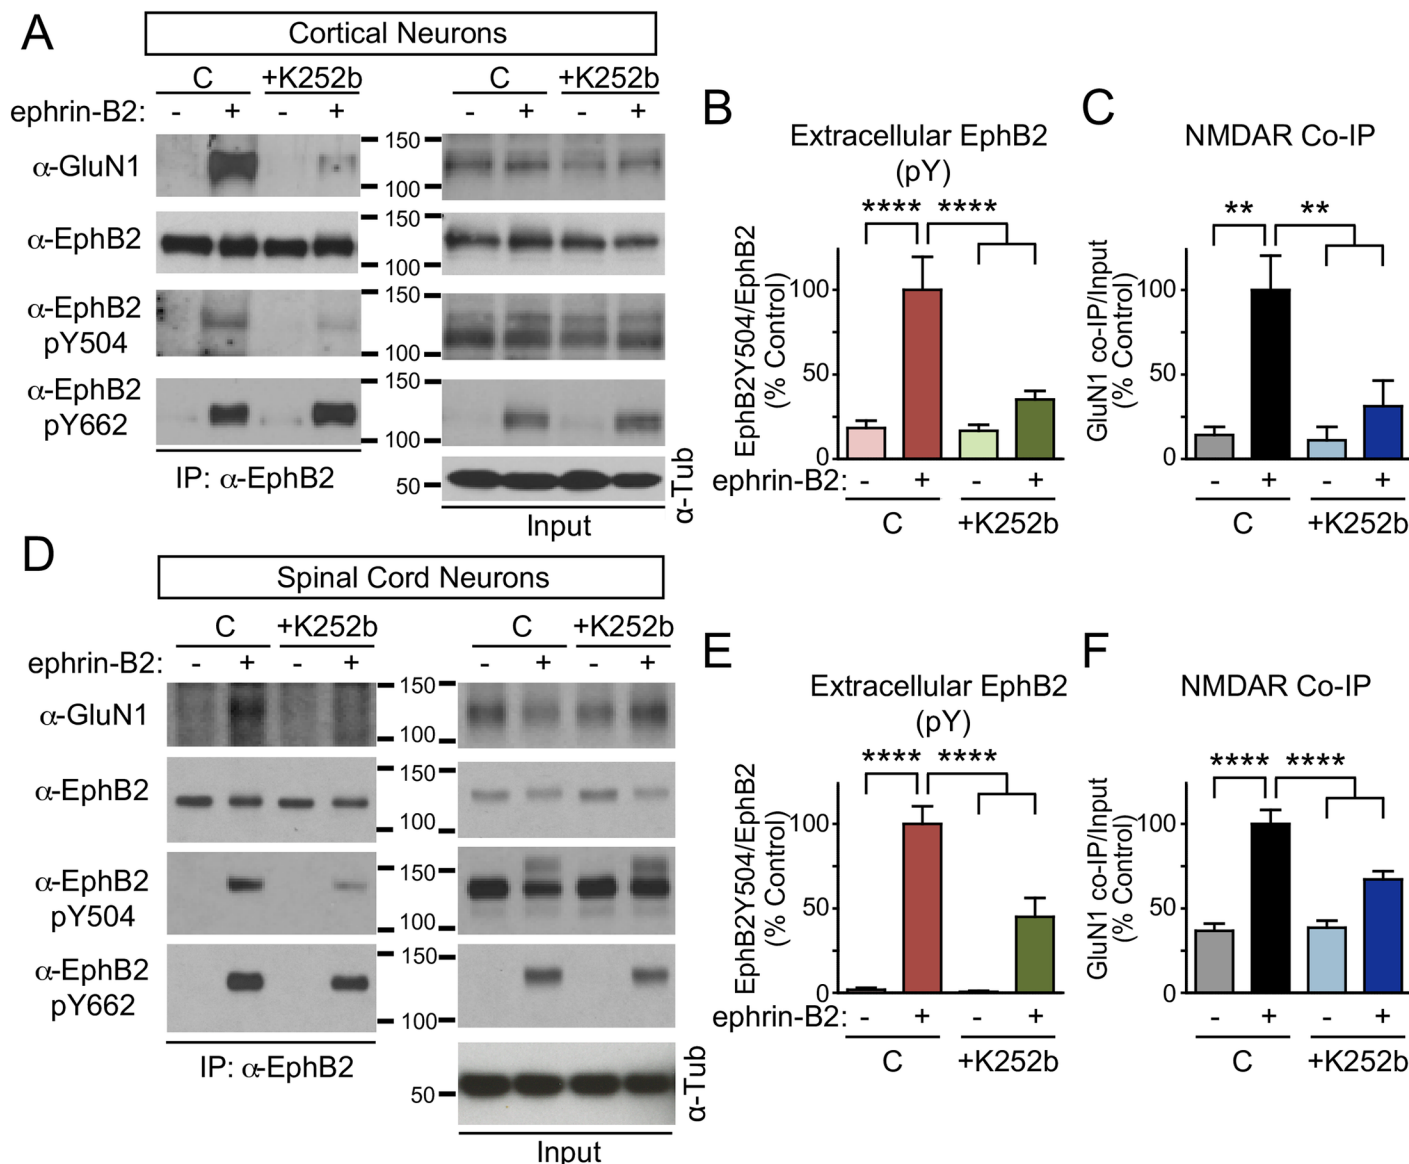 A
Cortical Neurons
C +K252b C +K252b
ephrin-B2: - + - + - + - +
α-GluN1 150 100
α-EphB2 150 100
α-EphB2 pY504 150 100
α-EphB2 pY662 150 100
50 α-Tub
IP: α-EphB2
Input
B
Extracellular EphB2
(pY)
**** ****
EphB2Y504/EphB2
(% Control)
100
50
0
ephrin-B2: - + - +
C +K252b
C
NMDAR Co-IP
** **
GluN1 co-IP/Input
(% Control)
100
50
0
- + - +
C +K252b
D
Spinal Cord Neurons
C +K252b C +K252b
ephrin-B2: - + - + - + - +
α-GluN1 150 100
α-EphB2 150 100
α-EphB2 pY504 150 100
α-EphB2 pY662 150 100
50 α-Tub
IP: α-EphB2
Input
E
Extracellular EphB2
(pY)
**** ****
EphB2Y504/EphB2
(% Control)
100
50
0
ephrin-B2: - + - +
C +K252b
F
NMDAR Co-IP
**** ****
GluN1 co-IP/Input
(% Control)
100
50
0
- + - +
C +K252b